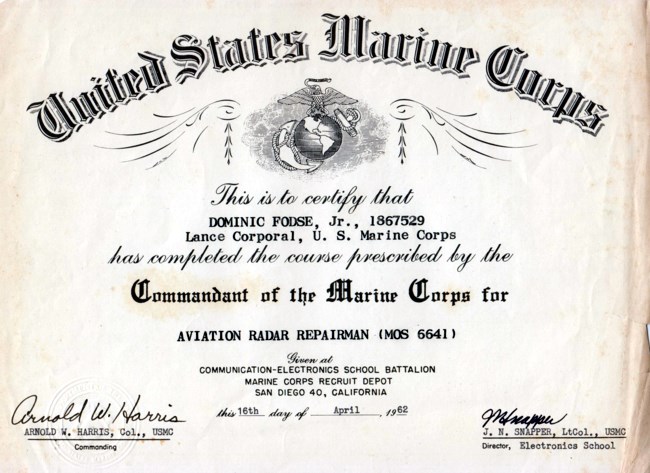 United States Marine Corps
This is to certify that
DOMINIC FODSE, Jr., 1867529
Lance Corporal, U. S. Marine Corps
has completed the course prescribed by the
Commandant of the Marine Corps for
AVIATION RADAR REPAIRMAN (MOS 6641)
Given at
COMMUNICATION-ELECTRONICS SCHOOL BATTALION
MARINE CORPS RECRUIT DEPOT
SAN DIEGO 40, CALIFORNIA
this 16th day of April, 1962
Arnold W. Harris
ARNOLD W. HARRIS, Col., USMC
Commanding
JNSnapper
J. N. SNAPPER, LtCol., USMC
Director, Electronics School